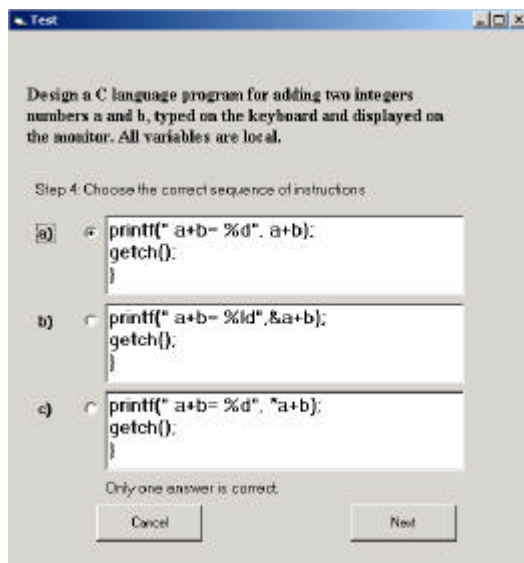 Test
Design a C language program for adding two integers
numbers a and b, typed on the keyboard and displayed on
the monitor. All variables are local.
Step 4: Choose the correct sequence of instructions
a) printf(" a+b= %d", a+b);
getch();
}
b) printf(" a+b= %ld",&a+b);
getch();
}
c) printf(" a+b= %d", *a+b);
getch();
}
Only one answer is correct.
Cancel Next